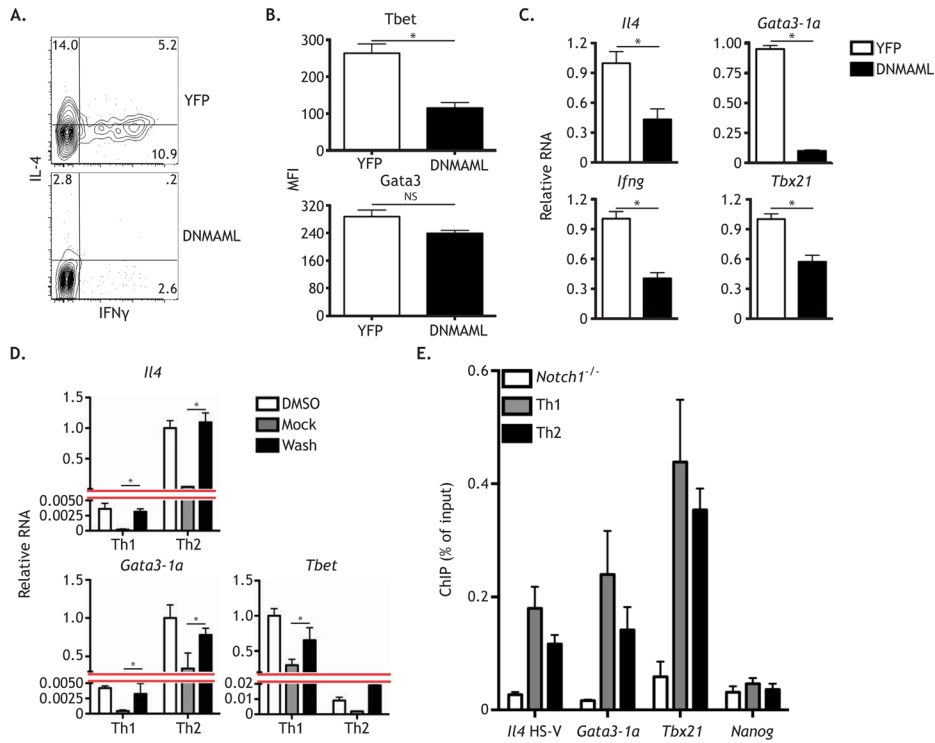 A.
14.0 5.2
10.9
YFP
2.8 .2
2.6
DNMAML
IL-4
IFNγ
B.
Tbet
*
300
200
100
0
YFP DNMAML
MFI
Gata3
NS
320
240
160
80
0
YFP DNMAML
C.
Relative RNA
Il4
*
1.2
0.9
0.6
0.3
0
Gata3-1a
*
1.00
0.75
0.50
0.25
0
YFP
DNMAML
Ifng
*
1.2
0.9
0.6
0.3
0
Tbx21
*
1.2
0.9
0.6
0.3
0
D.
Relative RNA
Il4
1.5
1.0
0.5
0.0050
0.0025
0
* *
Th1 Th2
DMSO
Mock
Wash
Gata3-1a
1.5
1.0
0.5
0.0050
0.0025
0
* *
Th1 Th2
Tbet
1.5
1.0
0.5
0.02
0.01
0
*
Th1 Th2
E.
ChIP (% of input)
0.6
0.4
0.2
0
Notch1-/-
Th1
Th2
Il4 HS-V Gata3-1a Tbx21 Nanog